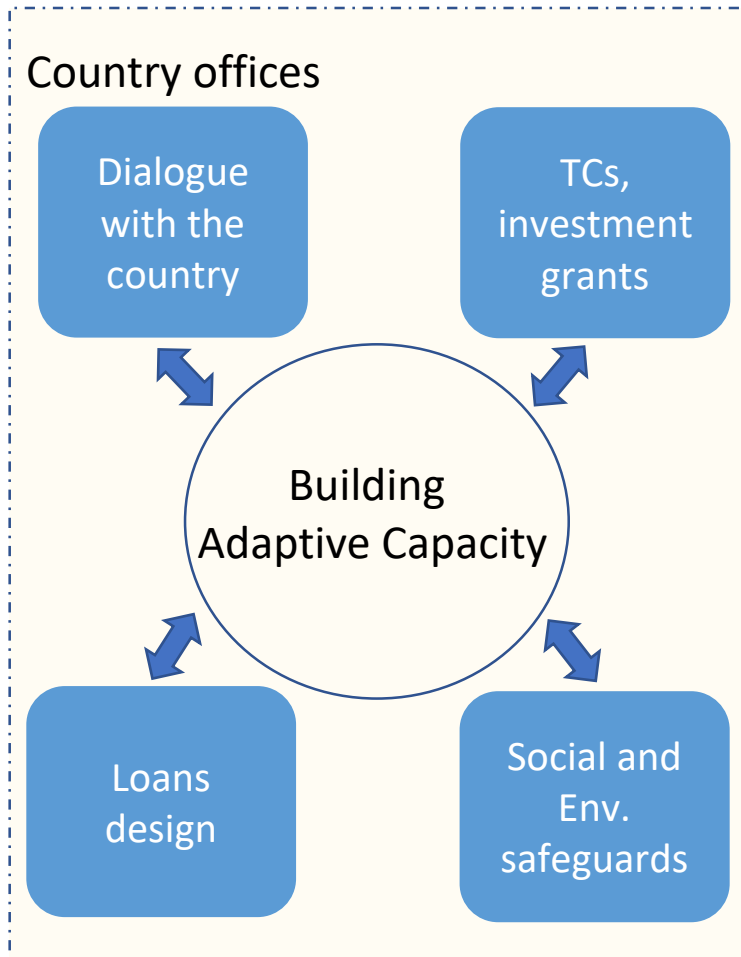 Country offices
Dialogue
with the
country
TCs,
investment
grants
Building
Adaptive Capacity
Loans
design
Social and
Env.
safeguards